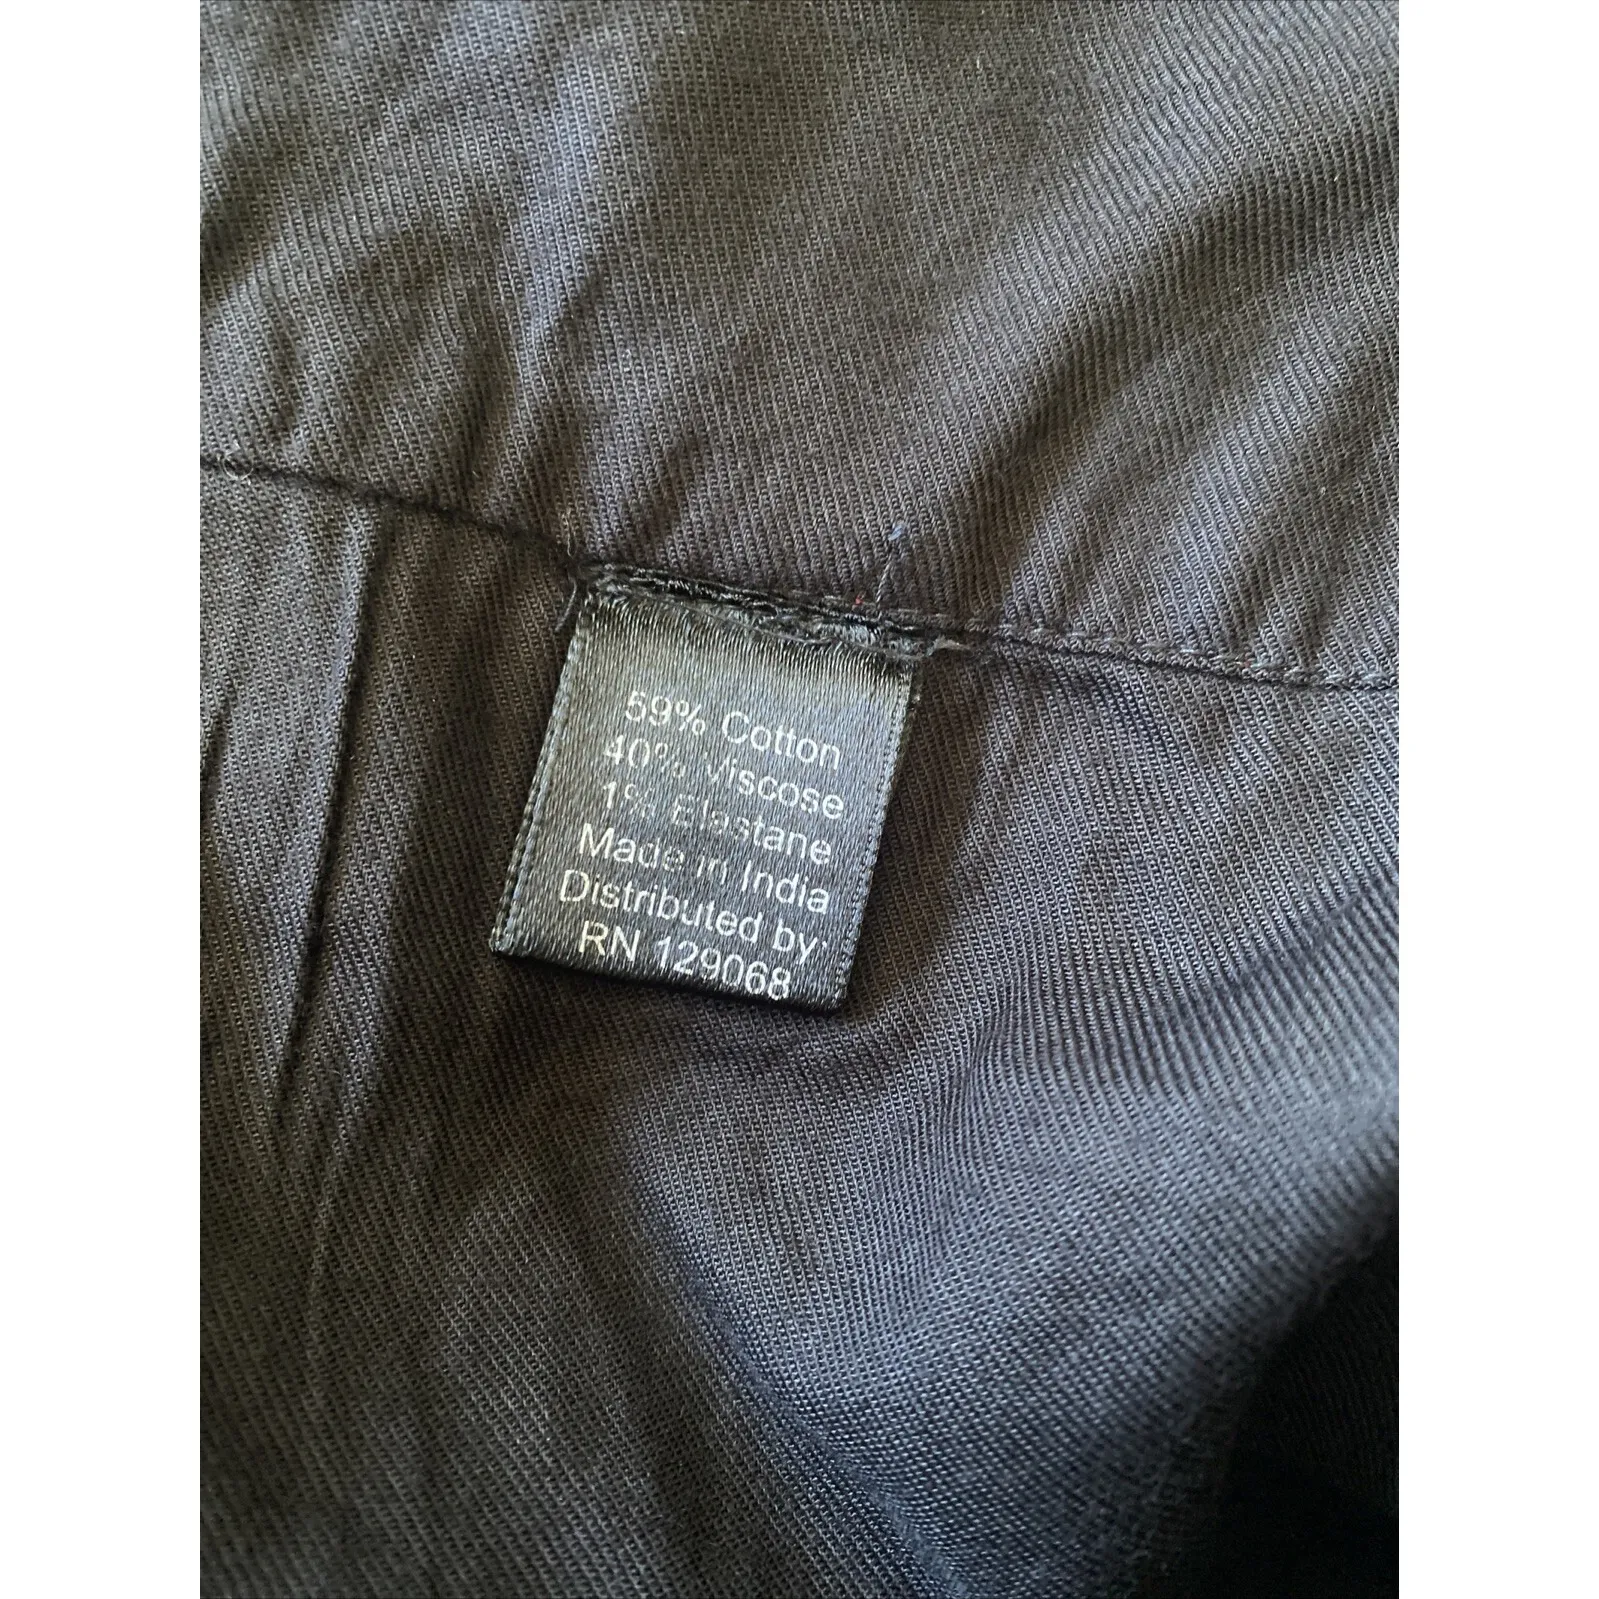 59% Cotton
40% Viscose
1% Elastane
Made in India
Distributed by:
RN 129068